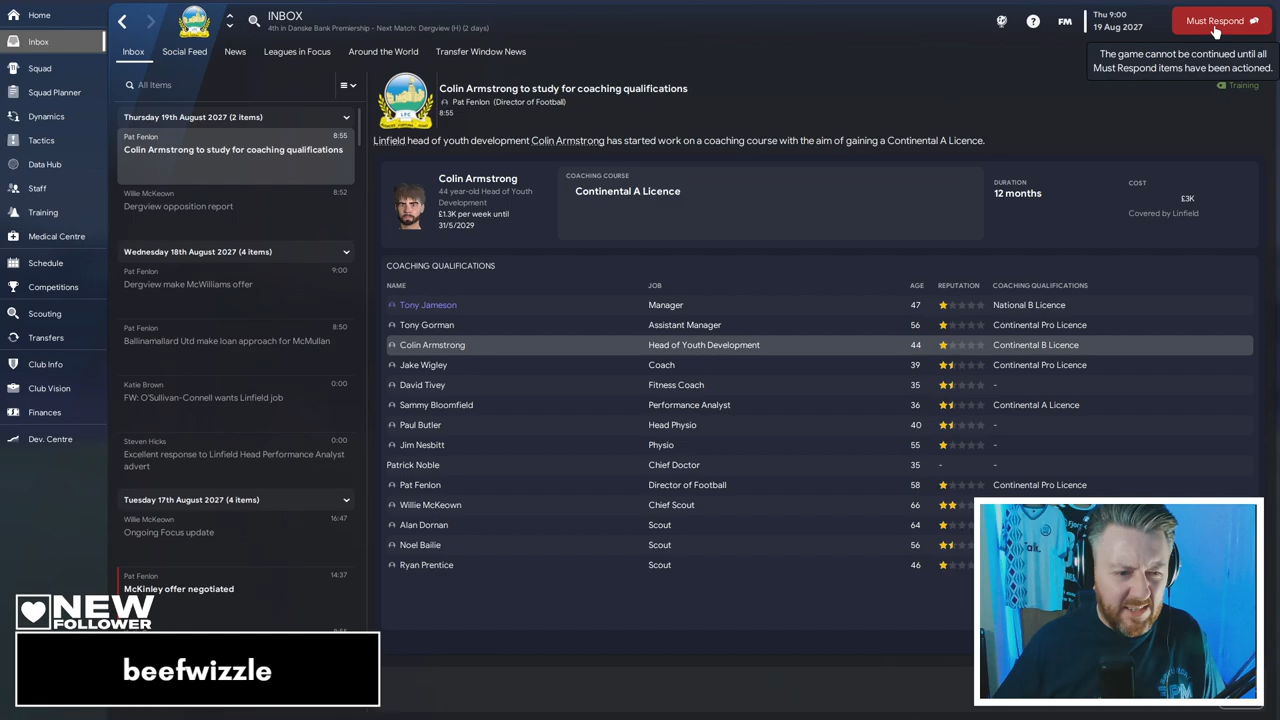 Home
Inbox
Squad
Squad Planner
Dynamics
Tactics
Data Hub
Staff
Training
Medical Centre
Schedule
Competitions
Scouting
Transfers
Club Info
Club Vision
Finances
Dev. Centre
INBOX
4th in Danske Bank Premiership - Next Match: Dergview (H) (2 days)
FM
Thu 9:00
19 Aug 2027
Must Respond
The game cannot be continued until all
Must Respond items have been actioned.
Inbox
Social Feed
News
Leagues in Focus
Around the World
Transfer Window News
All Items
Thursday 19th August 2027 (2 items)
Pat Fenlon 8:55
Colin Armstrong to study for coaching qualifications
Willie McKeown 8:52
Dergview opposition report
Wednesday 18th August 2027 (4 items)
Pat Fenlon 9:00
Dergview make McWilliams offer
Pat Fenlon 8:50
Ballinamallard Utd make loan approach for McMullan
Katie Brown 0:00
FW: O'Sullivan-Connell wants Linfield job
Steven Hicks 0:00
Excellent response to Linfield Head Performance Analyst
advert
Tuesday 17th August 2027 (4 items)
Willie McKeown 16:47
Ongoing Focus update
Pat Fenlon 14:37
McKinley offer negotiated
Colin Armstrong to study for coaching qualifications
Pat Fenlon (Director of Football)
8:55
Training
Linfield head of youth development Colin Armstrong has started work on a coaching course with the aim of gaining a Continental A Licence.
Colin Armstrong
44 year-old Head of Youth
Development
£1.3K per week until
31/5/2029
COACHING COURSE
Continental A Licence
DURATION
12 months
COST
£3K
Covered by Linfield
COACHING QUALIFICATIONS
NAME JOB AGE REPUTATION COACHING QUALIFICATIONS
Tony Jameson Manager 47 National B Licence
Tony Gorman Assistant Manager 56 Continental Pro Licence
Colin Armstrong Head of Youth Development 44 Continental B Licence
Jake Wigley Coach 39 Continental Pro Licence
David Tivey Fitness Coach 35 -
Sammy Bloomfield Performance Analyst 36 Continental A Licence
Paul Butler Head Physio 40 -
Jim Nesbitt Physio 55 -
Patrick Noble Chief Doctor 35 - -
Pat Fenlon Director of Football 58 Continental Pro Licence
Willie McKeown Chief Scout 66
Alan Dornan Scout 64
Noel Bailie Scout 56
Ryan Prentice Scout 46
NEW
FOLLOWER
beefwizzle